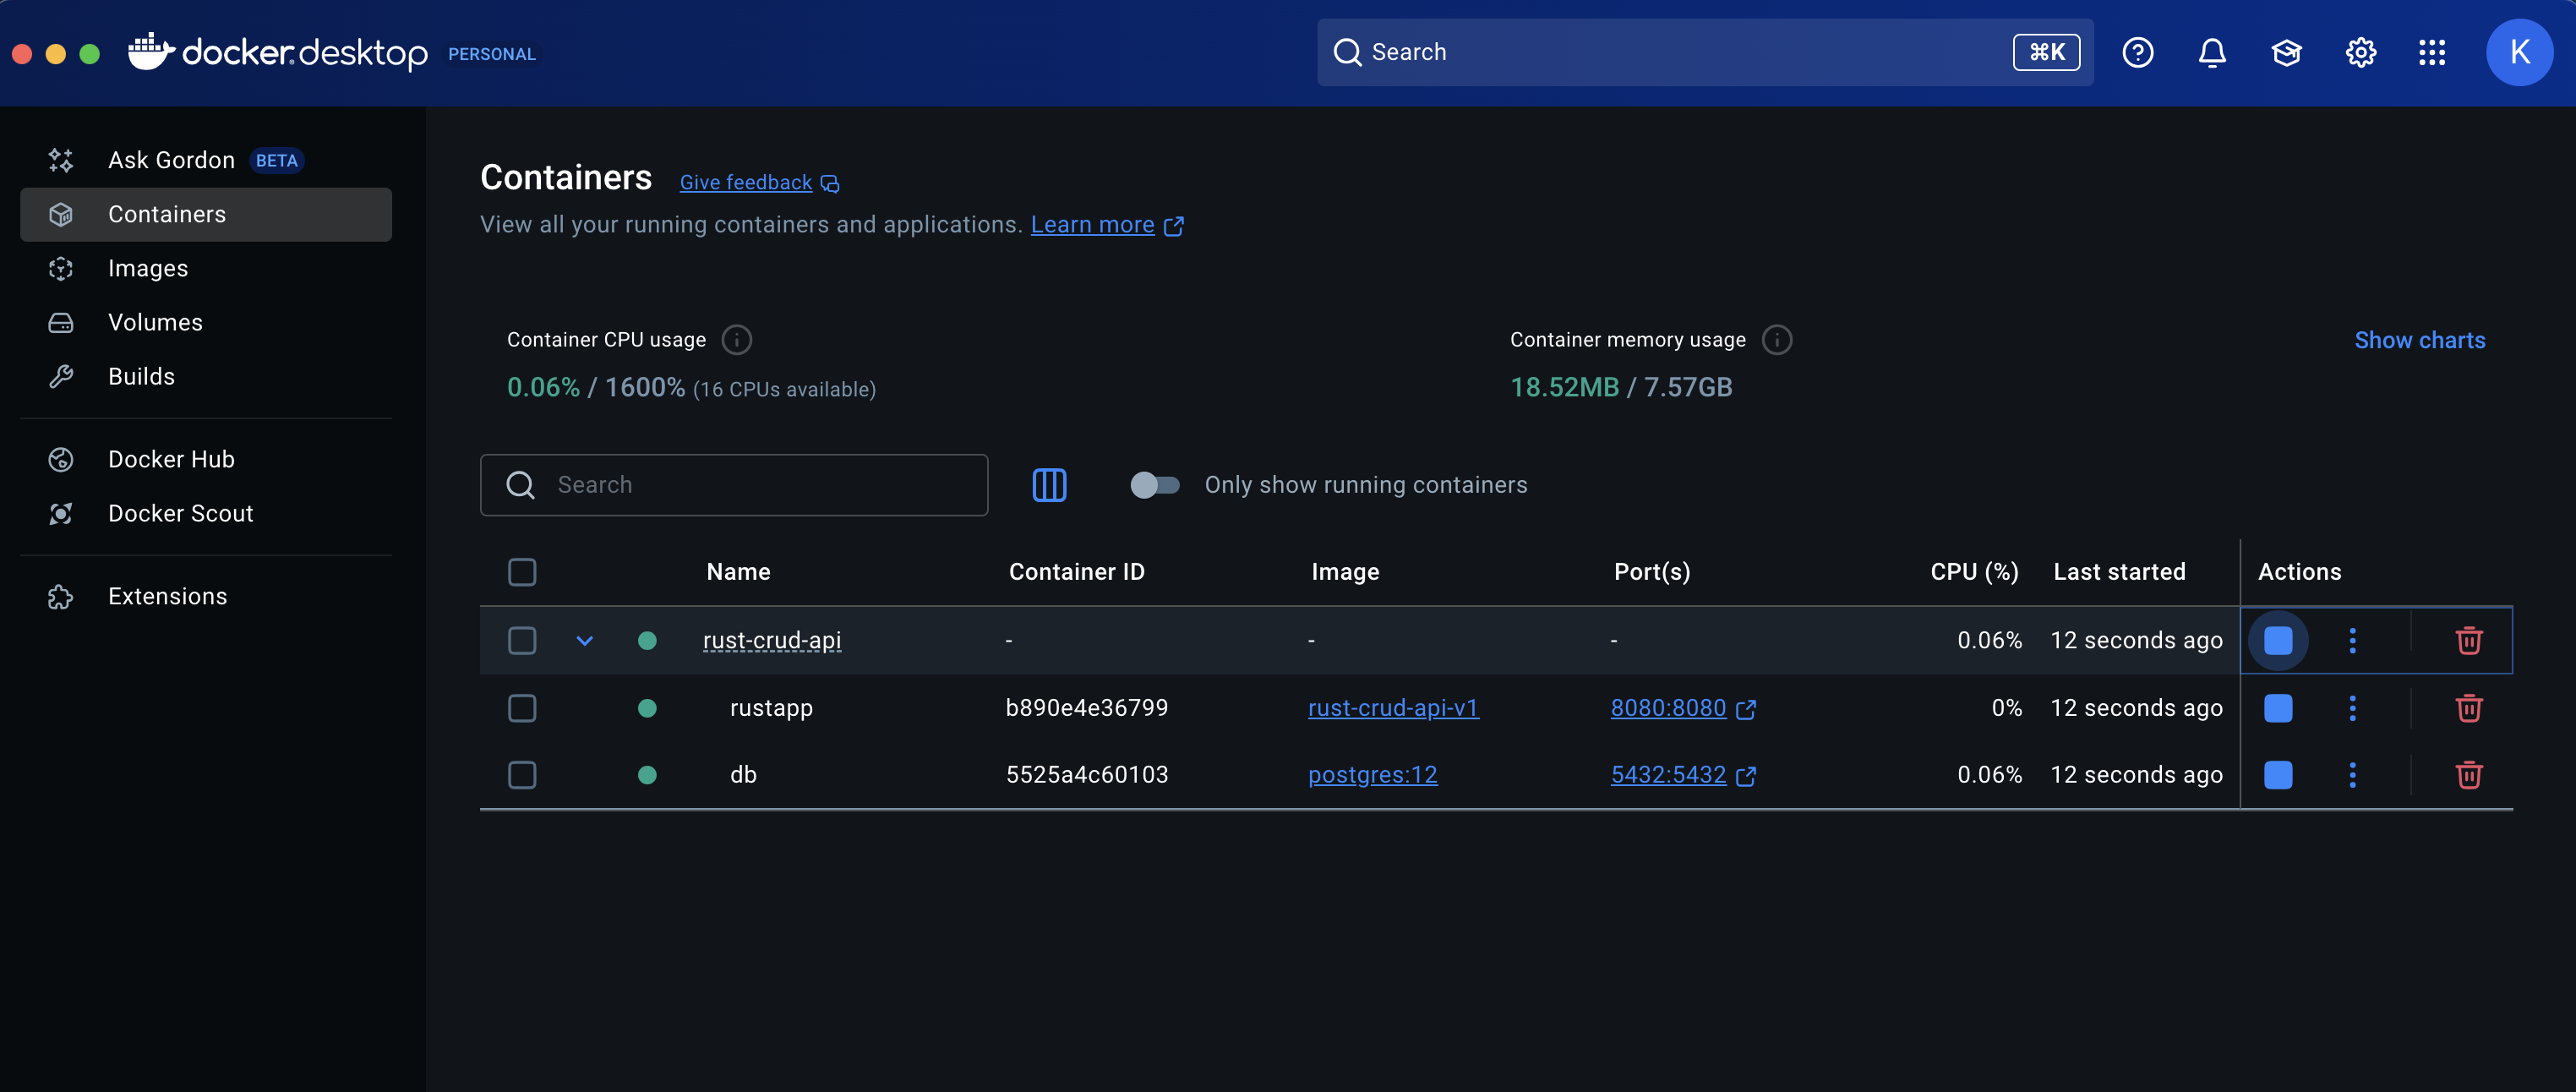 docker desktop PERSONAL
Search ⌘K
K
Ask Gordon BETA
Containers
Images
Volumes
Builds
Docker Hub
Docker Scout
Extensions
Containers Give feedback
View all your running containers and applications. Learn more
Container CPU usage
0.06% / 1600% (16 CPUs available)
Container memory usage
18.52MB / 7.57GB
Show charts
Search
Only show running containers
Name Container ID Image Port(s) CPU (%) Last started Actions
rust-crud-api - - - 0.06% 12 seconds ago
rustapp b890e4e36799 rust-crud-api-v1 8080:8080 0% 12 seconds ago
db 5525a4c60103 postgres:12 5432:5432 0.06% 12 seconds ago